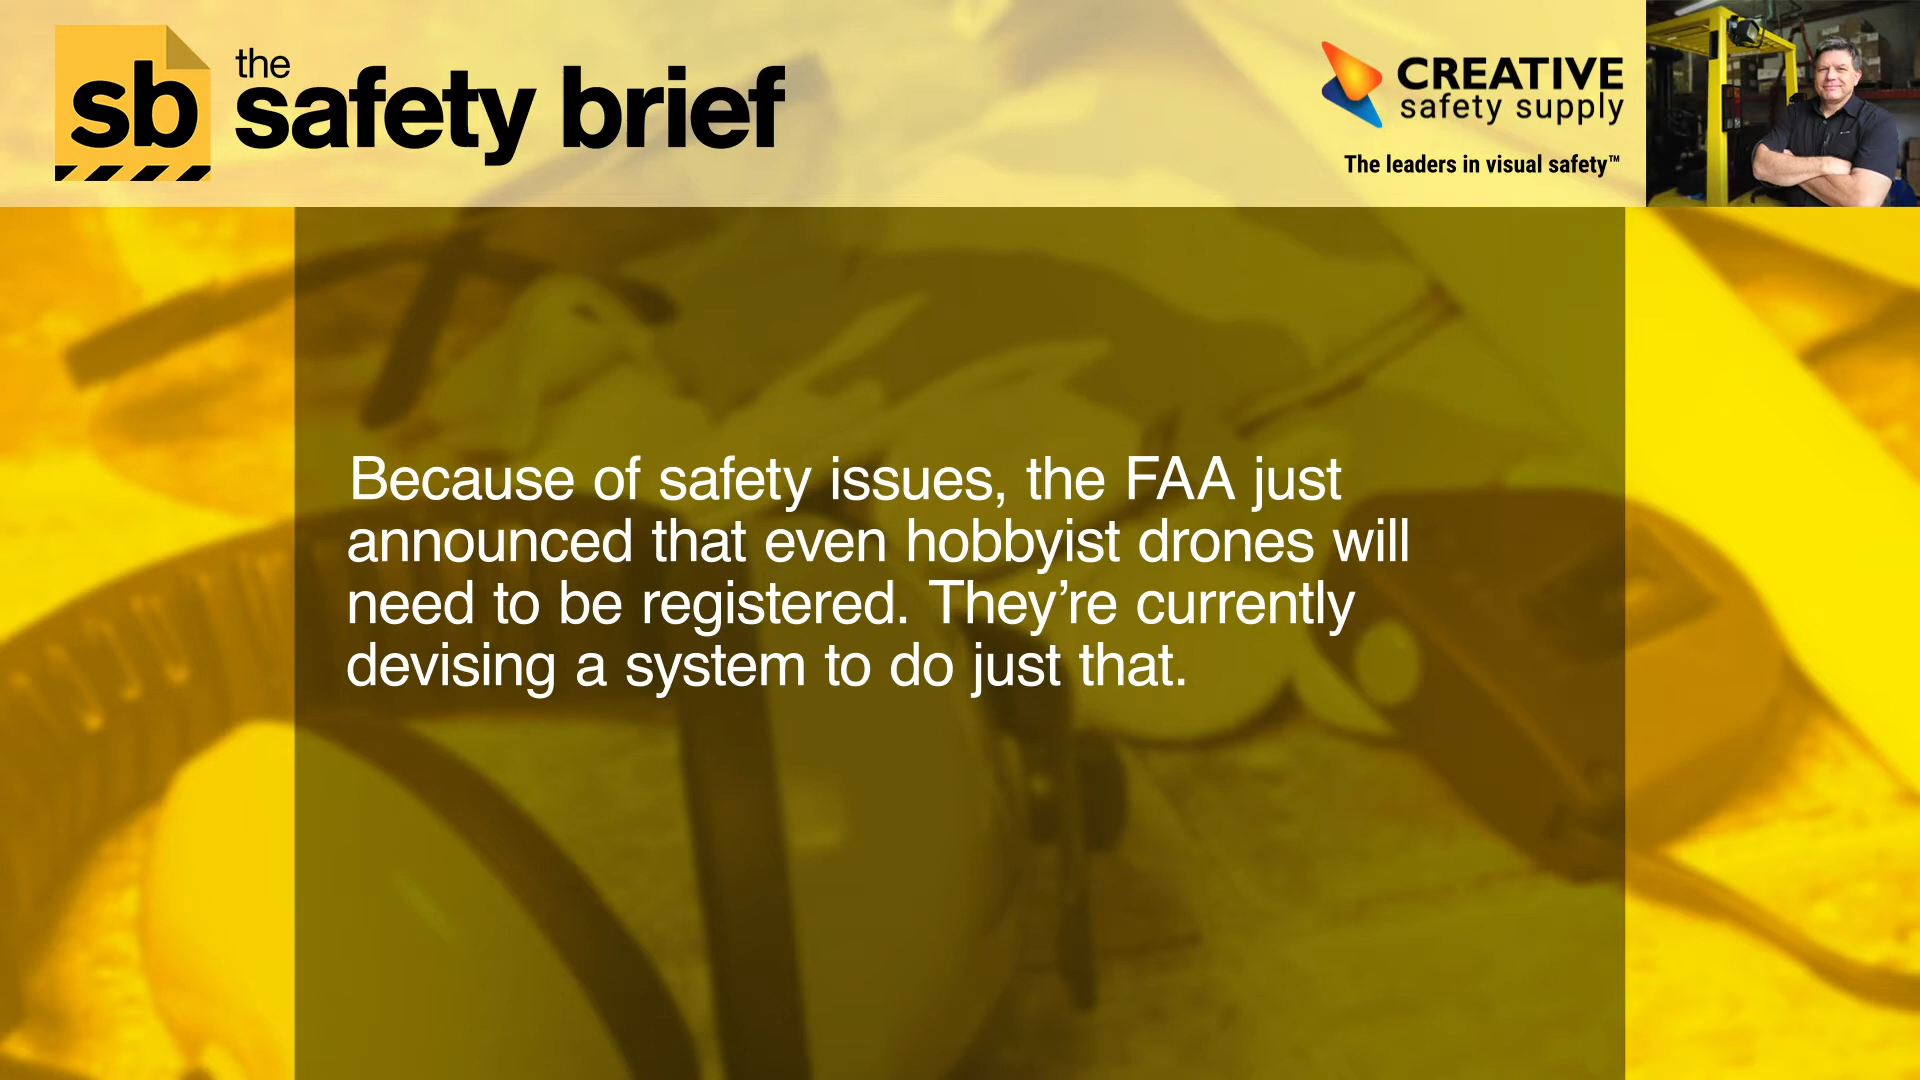 sb
the
safety brief
CREATIVE
safety supply
The leaders in visual safety™
Because of safety issues, the FAA just
announced that even hobbyist drones will
need to be registered. They’re currently
devising a system to do just that.